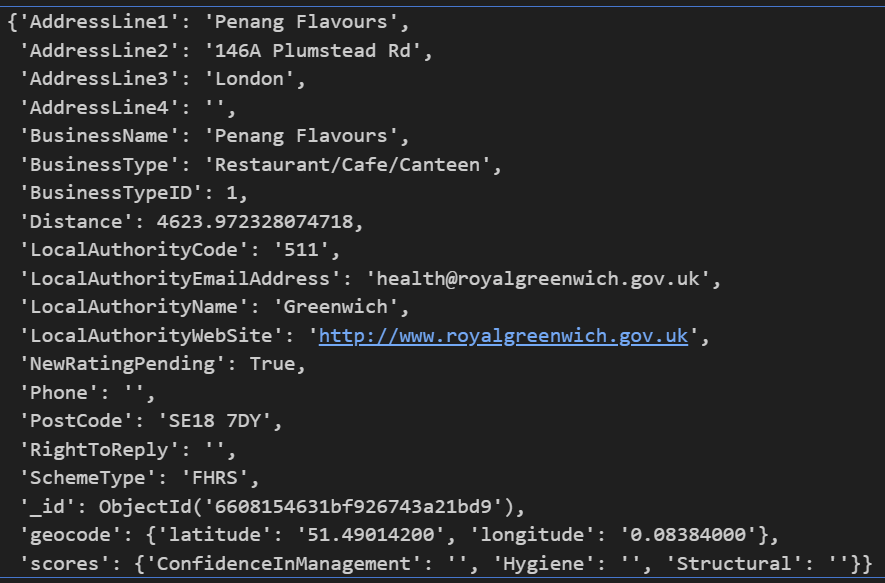 {'AddressLine1': 'Penang Flavours',
 'AddressLine2': '146A Plumstead Rd',
 'AddressLine3': 'London',
 'AddressLine4': '',
 'BusinessName': 'Penang Flavours',
 'BusinessType': 'Restaurant/Cafe/Canteen',
 'BusinessTypeID': 1,
 'Distance': 4623.972328074718,
 'LocalAuthorityCode': '511',
 'LocalAuthorityEmailAddress': 'health@royalgreenwich.gov.uk',
 'LocalAuthorityName': 'Greenwich',
 'LocalAuthorityWebSite': 'http://www.royalgreenwich.gov.uk',
 'NewRatingPending': True,
 'Phone': '',
 'PostCode': 'SE18 7DY',
 'RightToReply': '',
 'SchemeType': 'FHRS',
 '_id': ObjectId('6608154631bf926743a21bd9'),
 'geocode': {'latitude': '51.49014200', 'longitude': '0.08384000'},
 'scores': {'ConfidenceInManagement': '', 'Hygiene': '', 'Structural': ''}}